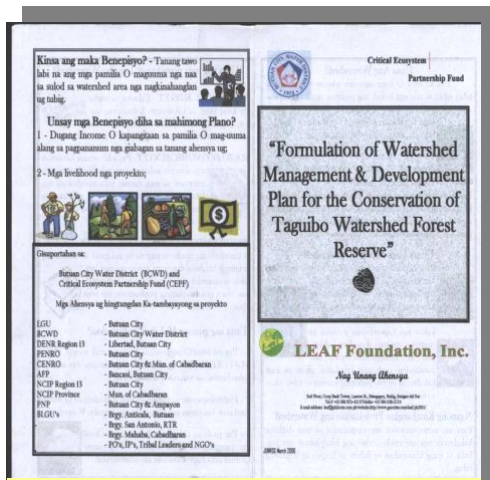 Kinsa ang maka Benepisyo? - Tanang tawo
labi na ang mga pamilia O magununa nga naa
sa sulod sa watershed area nga nagkinahanglan
ug tubig.
Unsay mga Benepisyo diha sa mahimong Plano?
1 - Dugang Income O kapangitaan sa pamilia O mag-uuma
alang sa pagpananum nga giabagan sa tanang ahensya ug;
2 - Mga livelihood nga proyekto;
Gisuportahan sa:
Butuan City Water District (BCWD) and
Critical Ecosystem Partnership Fund (CEPF)
Mga Ahensya ug hingtungdan Ka-tambayayong sa proyekto
LGU - Butuan City
BCWD - Butuan City Water District
DENR Region 13 - Libertad, Butuan City
PENRO - Butuan City
CENRO - Butuan City & Mun. of Cabadbaran
AFP - Bancasi, Butuan City
NCIP Region 13 - Butuan City
NCIP Province - Mun. of Cabadbaran
PNP - Butuan City & Ampayon
BLGU's - Brgy. Anticala, Butuan
- Brgy. San Antonio, RTR
- Brgy. Mahaba, Cabadbaran
- PO's, IP's, Tribal Leaders and NGO's
Critical Ecosystem
Partnership Fund
"Formulation of Watershed
Management & Development
Plan for the Conservation of
Taguibo Watershed Forest
Reserve"
LEAF Foundation, Inc.
Nag Unang Ahensya